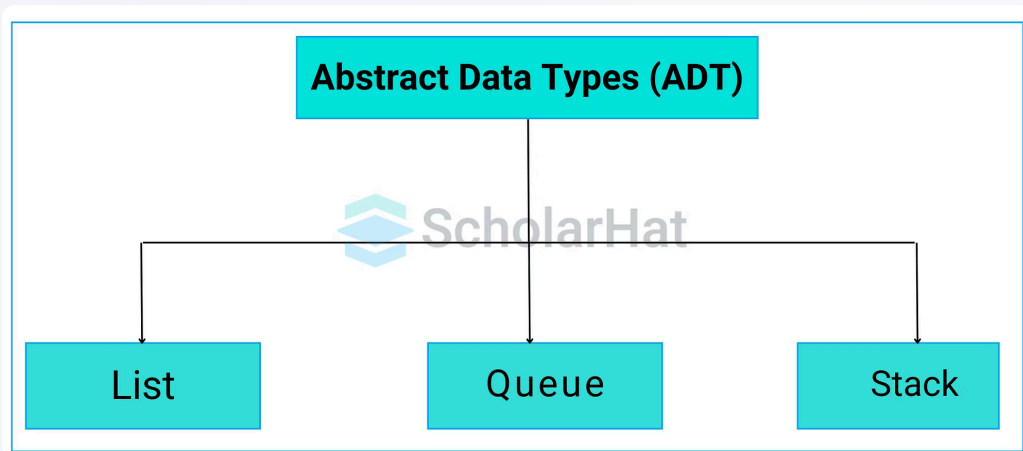 Abstract Data Types (ADT)
ScholarHat
List
Queue
Stack